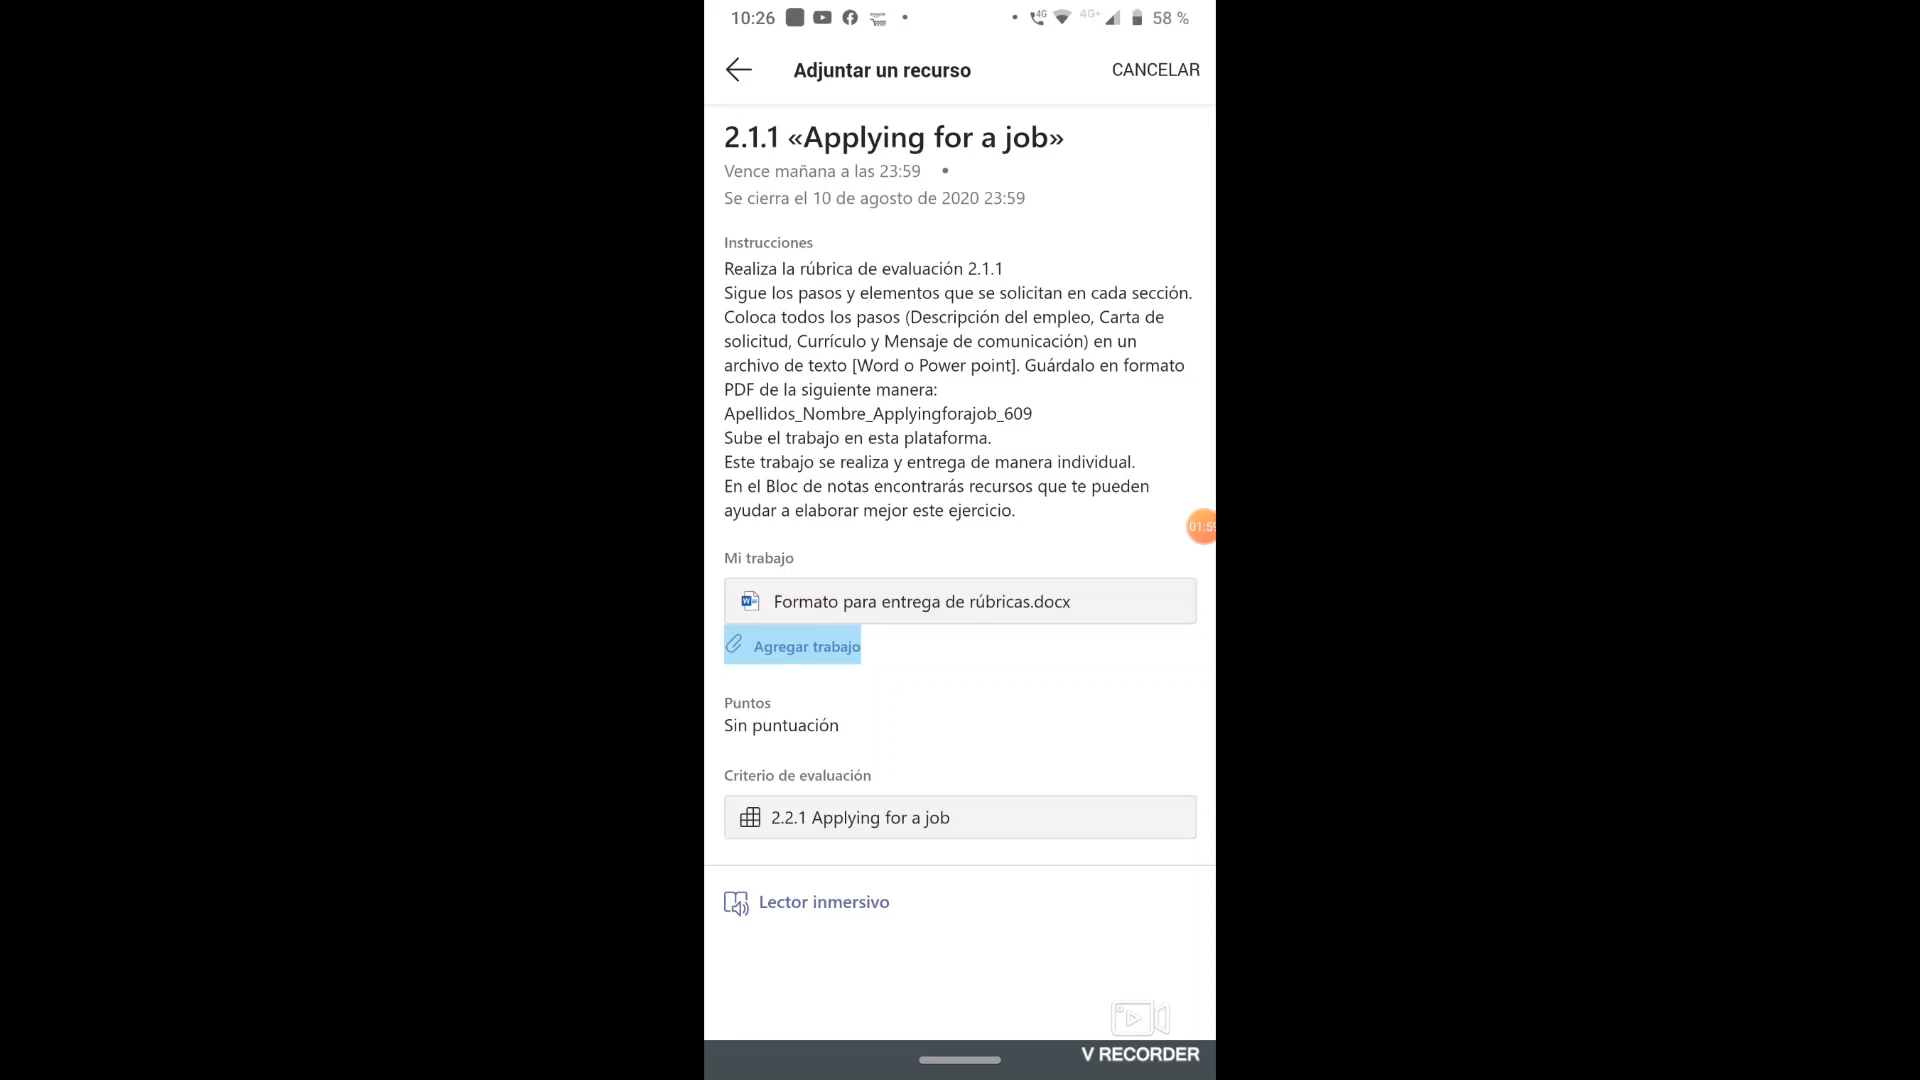 10:26
4G 4G+ 58 %
Adjuntar un recurso CANCELAR
2.1.1 «Applying for a job»
Vence mañana a las 23:59 •
Se cierra el 10 de agosto de 2020 23:59
Instrucciones
Realiza la rúbrica de evaluación 2.1.1
Sigue los pasos y elementos que se solicitan en cada sección.
Coloca todos los pasos (Descripción del empleo, Carta de
solicitud, Currículo y Mensaje de comunicación) en un
archivo de texto [Word o Power point]. Guárdalo en formato
PDF de la siguiente manera:
Apellidos_Nombre_Applyingforajob_609
Sube el trabajo en esta plataforma.
Este trabajo se realiza y entrega de manera individual.
En el Bloc de notas encontrarás recursos que te pueden
ayudar a elaborar mejor este ejercicio.
01:59
Mi trabajo
Formato para entrega de rúbricas.docx
Agregar trabajo
Puntos
Sin puntuación
Criterio de evaluación
2.2.1 Applying for a job
Lector inmersivo
V RECORDER